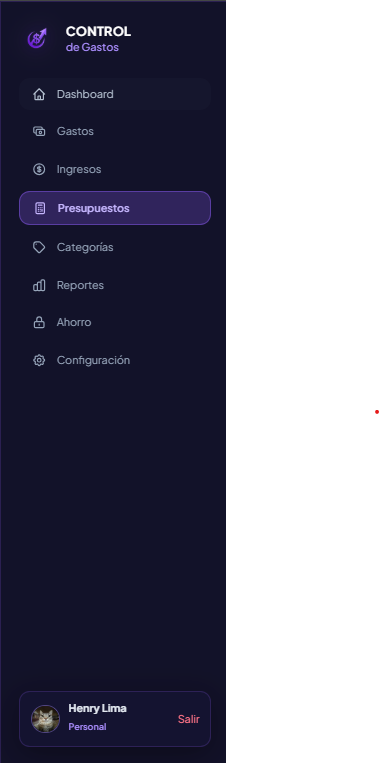 CONTROL
de Gastos
Dashboard
Gastos
Ingresos
Presupuestos
Categorías
Reportes
Ahorro
Configuración
Henry Lima
Personal
Salir